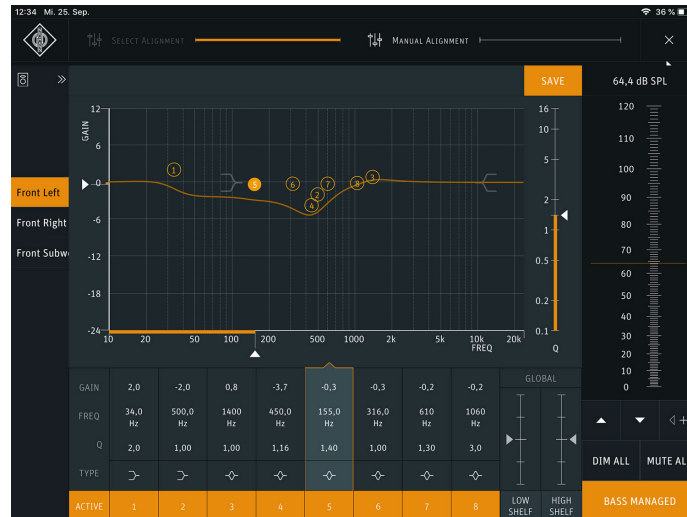 12:34 Mi. 25. Sep.
36 %
SELECT ALIGNMENT
MANUAL ALIGNMENT
SAVE
64,4 dB SPL
Front Left
Front Right
Front Subw
GAIN
12
6
0
-6
-12
-18
-24
10 20 50 100 200 500 1000 2k 5k 10k 20k
FREQ
1
5
6
7
2
4
8
3
16
10
5
2
1
0.5
0.2
0.1
Q
120
110
100
90
80
70
60
50
40
30
20
10
0
GAIN 2,0 -2,0 0,8 -3,7 -0,3 -0,3 -0,2 -0,2
FREQ 34,0 Hz 500,0 Hz 1400 Hz 450,0 Hz 155,0 Hz 316,0 Hz 610 Hz 1060 Hz
Q 2,0 1,00 1,00 1,16 1,40 1,00 1,30 3,0
TYPE
ACTIVE 1 2 3 4 5 6 7 8
GLOBAL
LOW SHELF
HIGH SHELF
DIM ALL
MUTE AL
BASS MANAGED